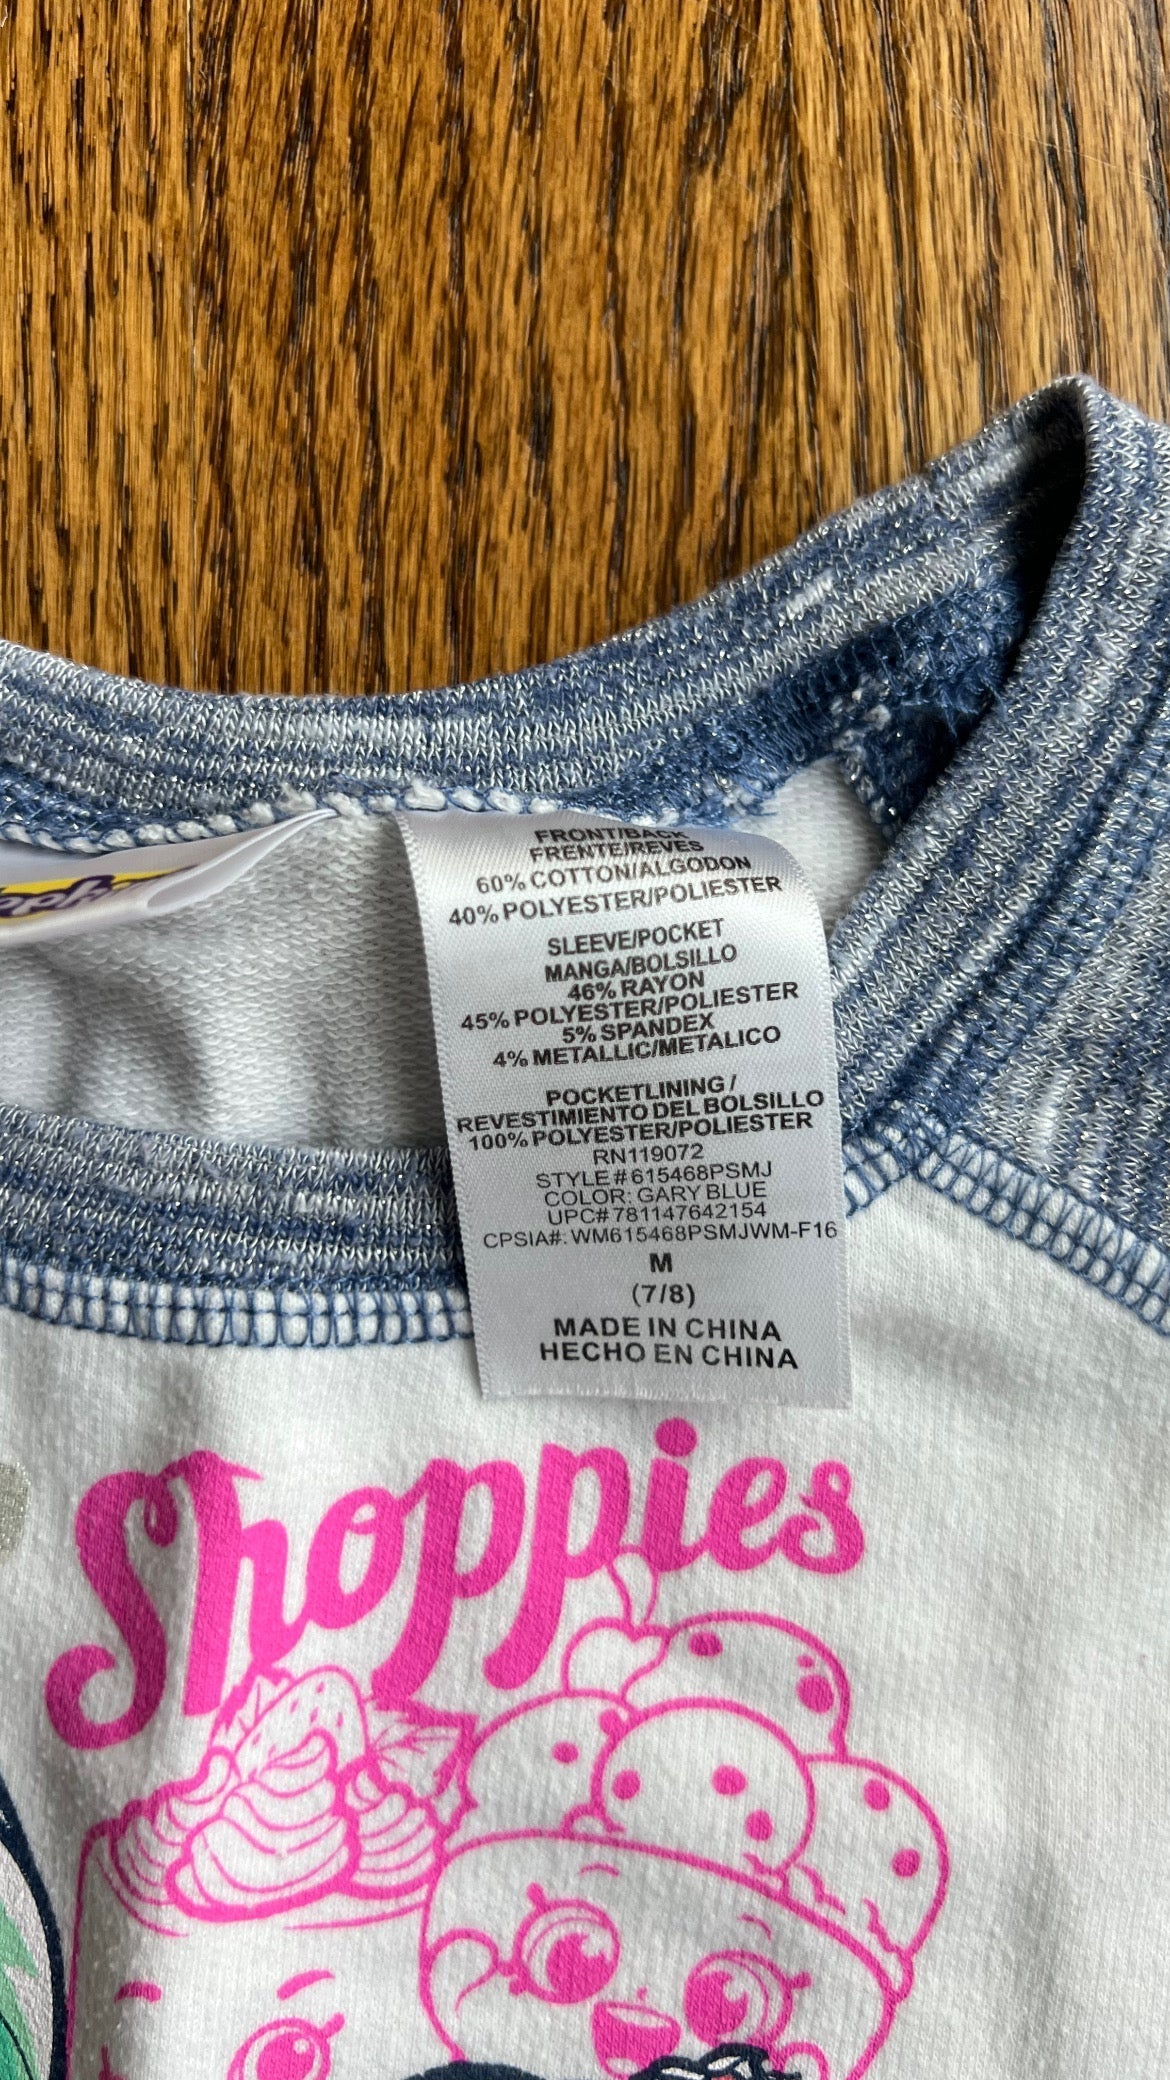 FRONT/BACK
FRENTE/REVES
60% COTTON/ALGODON
40% POLYESTER/POLIESTER
SLEEVE/POCKET
MANGA/BOLSILLO
46% RAYON
45% POLYESTER/POLIESTER
5% SPANDEX
4% METALLIC/METALICO
POCKETLINING /
REVESTIMIENTO DEL BOLSILLO
100% POLYESTER/POLIESTER
RN119072
STYLE # 615468PSMJ
COLOR: GARY BLUE
UPC# 781147642154
CPSIA#: WM615468PSMJWM-F16
M
(7/8)
MADE IN CHINA
HECHO EN CHINA
Shoppies